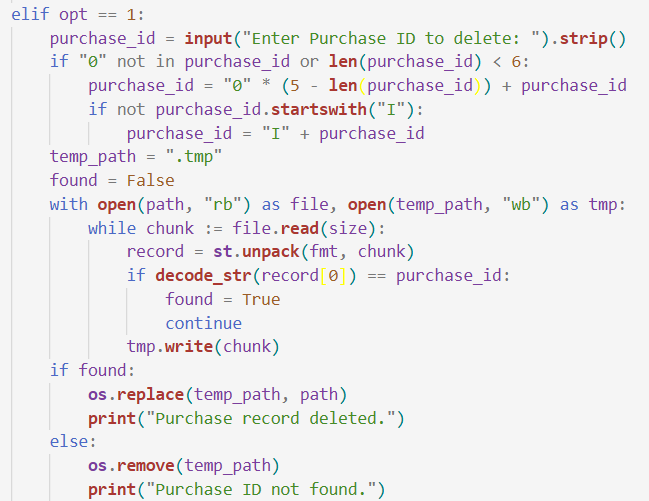 elif opt == 1:
    purchase_id = input("Enter Purchase ID to delete: ").strip()
    if "0" not in purchase_id or len(purchase_id) < 6:
        purchase_id = "0" * (5 - len(purchase_id)) + purchase_id
        if not purchase_id.startswith("I"):
            purchase_id = "I" + purchase_id
    temp_path = ".tmp"
    found = False
    with open(path, "rb") as file, open(temp_path, "wb") as tmp:
        while chunk := file.read(size):
            record = st.unpack(fmt, chunk)
            if decode_str(record[0]) == purchase_id:
                found = True
                continue
            tmp.write(chunk)
    if found:
        os.replace(temp_path, path)
        print("Purchase record deleted.")
    else:
        os.remove(temp_path)
        print("Purchase ID not found.")